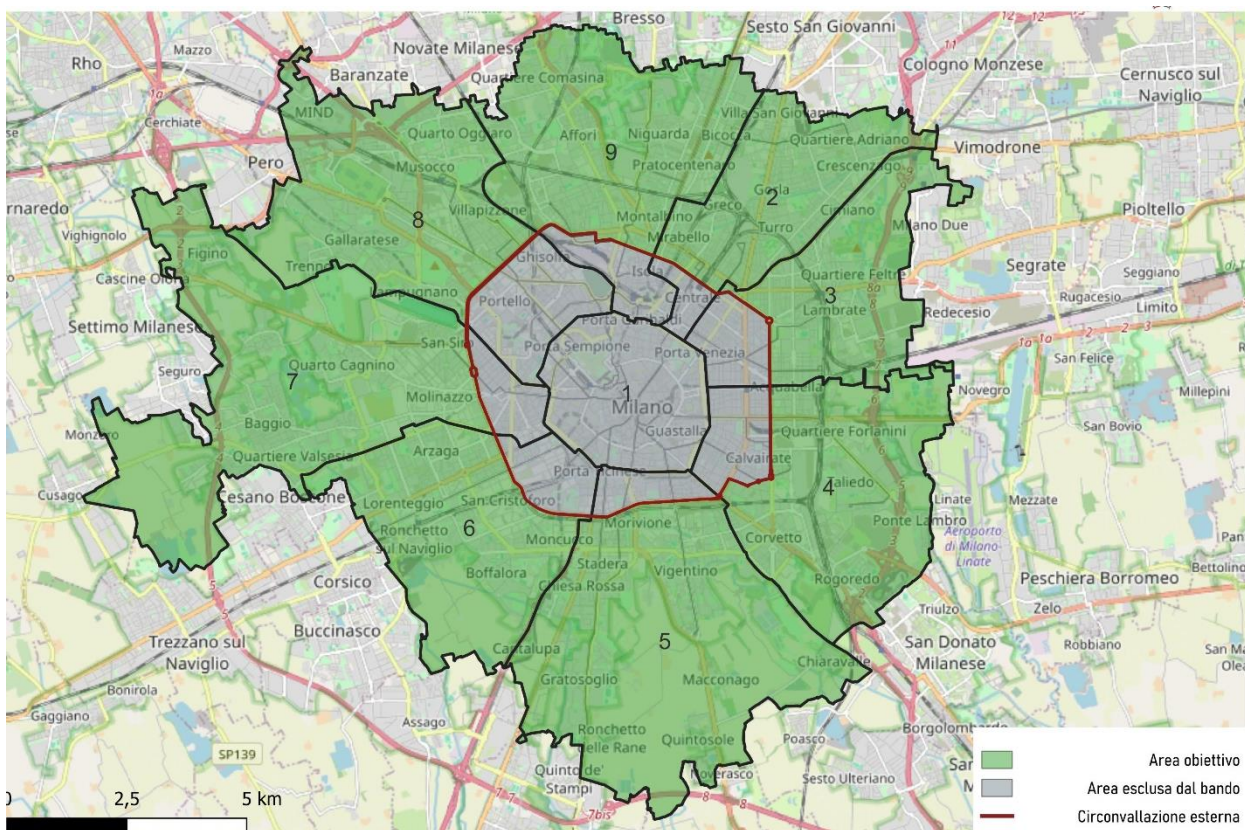 Bresso
Sesto San Giovanni
Mazzo
Novate Milanese
Rho
Baranzate
Quartiere Comasina
Cologno Monzese
Cernusco sul
Naviglio
MIND
Cerchiate
Villa San Giovanni
Quarto Oggiaro
Affori
Niguarda
Bicocca
Quartiere Adriano
Vimodrone
Pero
Musocco
9
Pratocentenaro
Crescenzago
Pioltello
Villapizzone
Greco
Gorla
2
Cimiano
Vighignolo
8
Montalbino
Turro
Milano Due
Figino
Gallaratese
Mirabello
Segrate
Cascine Olona
Trenno
Ghisolfa
Isola
Quartiere Feltre
Seggiano
Lampugnano
Portello
Centrale
3
Lambrate
Rugacesio
Limito
Settimo Milanese
Porta Garibaldi
Redecesio
San Siro
Porta Sempione
Porta Venezia
San Felice
Seguro
Quarto Cagnino
7
Acquabella
Novegro
Millepini
Molinazzo
1
Milano
Baggio
Guastalla
Quartiere Forlanini
San Bovio
Monzoro
Arzaga
Calvairate
Quartiere Valsesia
Porta Ticinese
Cusago
Cesano Boscone
Lorenteggio
San Cristoforo
4
Taliedo
Linate
Mezzate
6
Morivione
Ponte Lambro
Ronchetto
sul Naviglio
Moncucco
Corvetto
Aeroporto
di Milano-
Linate
Corsico
Boffalora
Stadera
Vigentino
Rogoredo
Bettolino
Chiesa Rossa
Peschiera Borromeo
Triulzo
Zelo
Buccinasco
5
San Donato
Milanese
Robbiano
Trezzano sul
Naviglio
Cantalupa
Chiaravalle
Bonirola
Gratosoglio
Macconago
Gaggiano
Assago
Ronchetto
delle Rane
Quintosole
Poasco
Borgolombardo
SP139
Quinto de'
Stampi
Noverasco
Sesto Ulteriano
0 2,5 5 km
7bis
Area obiettivo
Area esclusa dal bando
Circonvallazione esterna